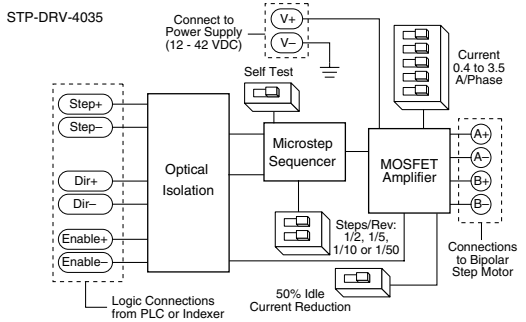 STP-DRV-4035
Connect to
Power Supply
(12 - 42 VDC)
V+
V–
Current
0.4 to 3.5
A/Phase
Self Test
Step+
Step–
Dir+
Dir–
Enable+
Enable–
Optical
Isolation
Microstep
Sequencer
MOSFET
Amplifier
A+
A–
B+
B–
Steps/Rev:
1/2, 1/5,
1/10 or 1/50
Connections
to Bipolar
Step Motor
50% Idle
Current Reduction
Logic Connections
from PLC or Indexer